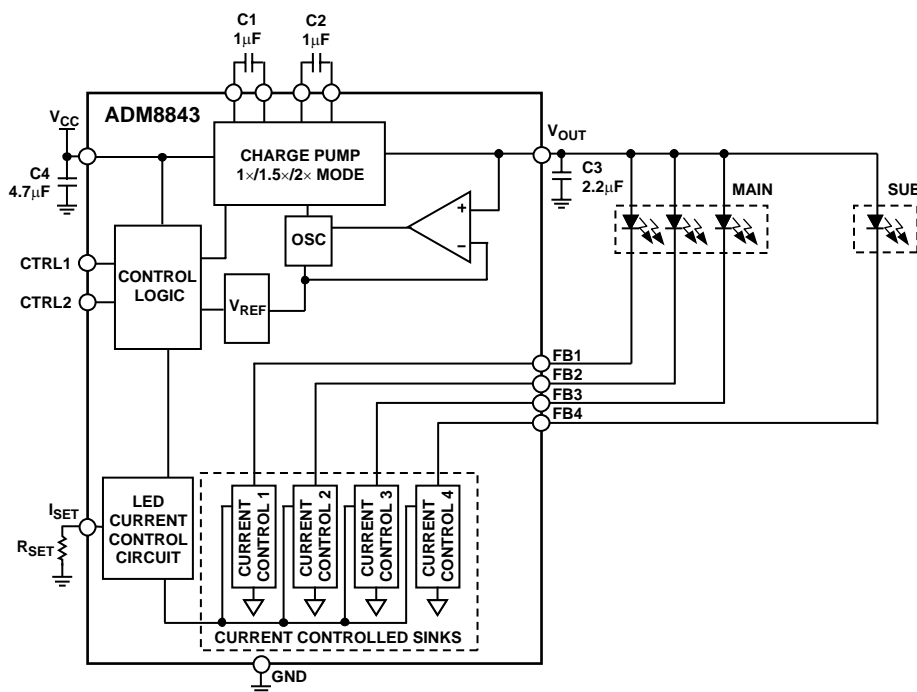 C1
1μF
C2
1μF
ADM8843
VCC
VOUT
C4
4.7μF
CHARGE PUMP
1×/1.5×/2× MODE
C3
2.2μF
MAIN
SUB
OSC
+
–
CTRL1
CTRL2
CONTROL
LOGIC
VREF
FB1
FB2
FB3
FB4
ISET
RSET
LED
CURRENT
CONTROL
CIRCUIT
CURRENT
CONTROL 1
CURRENT
CONTROL 2
CURRENT
CONTROL 3
CURRENT
CONTROL 4
CURRENT CONTROLLED SINKS
GND